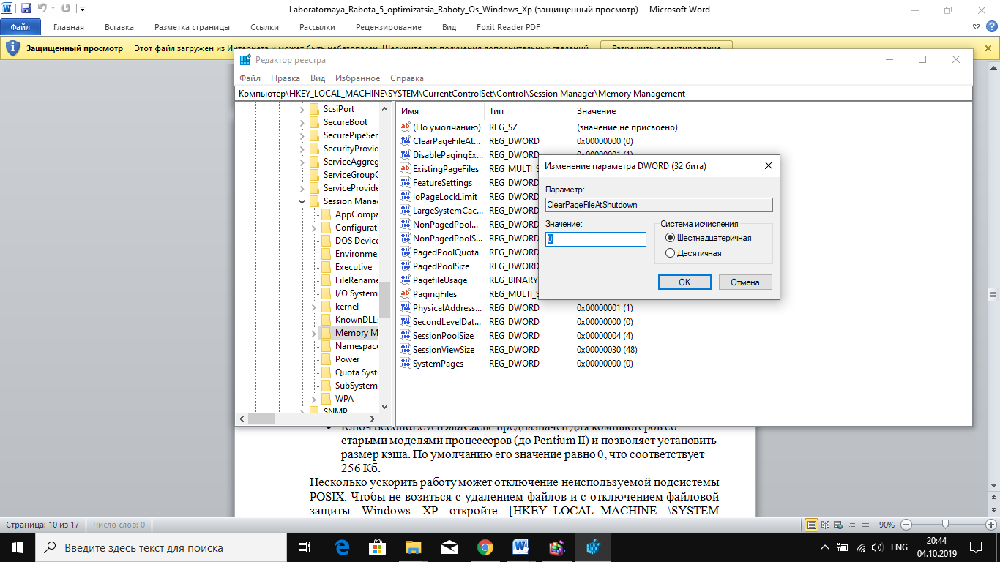 Laboratornaya_Rabota_5_optimizatsia_Raboty_Os_Windows_Xp (защищенный просмотр) - Microsoft Word
Файл Главная Вставка Разметка страницы Ссылки Рассылки Рецензирование Вид Foxit Reader PDF
Защищенный просмотр Этот файл загружен из Интернета и может быть небезопасен. Щелкните для получения дополнительных сведений. Разрешить редактирование
Редактор реестра
Файл Правка Вид Избранное Справка
Компьютер\HKEY_LOCAL_MACHINE\SYSTEM\CurrentControlSet\Control\Session Manager\Memory Management
ScsiPort
SecureBoot
SecurePipeSer
SecurityProvid
ServiceAggreg
ServiceGroupO
ServiceProvide
Session Manag
AppCompa
Configurati
DOS Device
Environmen
Executive
FileRename
I/O System
kernel
KnownDLLs
Memory M
Namespace
Power
Quota Syste
SubSystems
WPA
SNMP
Имя Тип Значение
(По умолчанию) REG_SZ (значение не присвоено)
ClearPageFileAt... REG_DWORD 0x00000000 (0)
DisablePagingEx... REG_DWORD 0x00000001 (1)
ExistingPageFiles REG_MULTI_S
FeatureSettings REG_DWORD
IoPageLockLimit REG_DWORD
LargeSystemCac... REG_DWORD
NonPagedPool... REG_DWORD
NonPagedPoolS... REG_DWORD
PagedPoolQuota REG_DWORD
PagedPoolSize REG_DWORD
PagefileUsage REG_BINARY
PagingFiles REG_MULTI_S
PhysicalAddress... REG_DWORD 0x00000001 (1)
SecondLevelDat... REG_DWORD 0x00000000 (0)
SessionPoolSize REG_DWORD 0x00000004 (4)
SessionViewSize REG_DWORD 0x00000030 (48)
SystemPages REG_DWORD 0x00000000 (0)
Изменение параметра DWORD (32 бита)
Параметр:
ClearPageFileAtShutdown
Значение:
0
Система исчисления
Шестнадцатеричная
Десятичная
OK Отмена
Ключ SecondLevelDataCache предназначен для компьютеров со
старыми моделями процессоров (до Pentium II) и позволяет установить
размер кэша. По умолчанию его значение равно 0, что соответствует
256 Кб.
Несколько ускорить работу может отключение неиспользуемой подсистемы
POSIX. Чтобы не возиться с удалением файлов и с отключением файловой
защиты Windows XP откройте [HKEY_LOCAL_MACHINE \SYSTEM
Страница: 10 из 17 Число слов: 0 90%
Введите здесь текст для поиска
ENG
20:44
04.10.2019